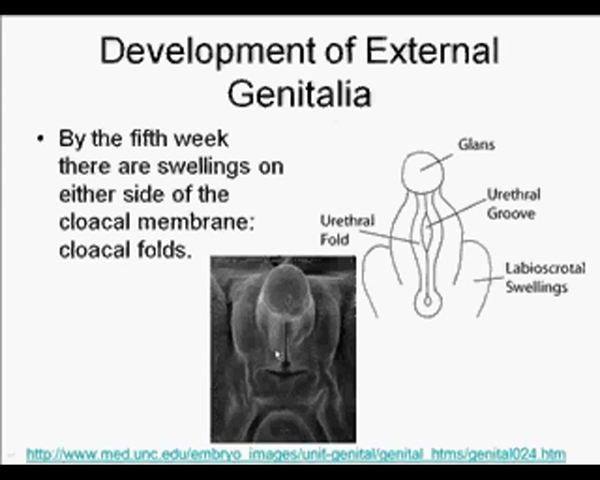 Development of External
Genitalia
• By the fifth week
there are swellings on
either side of the
cloacal membrane:
cloacal folds.
Glans
Urethral
Groove
Urethral
Fold
Labioscrotal
Swellings
http://www.med.unc.edu/embryo_images/unit-genital/genital_htms/genital024.htm